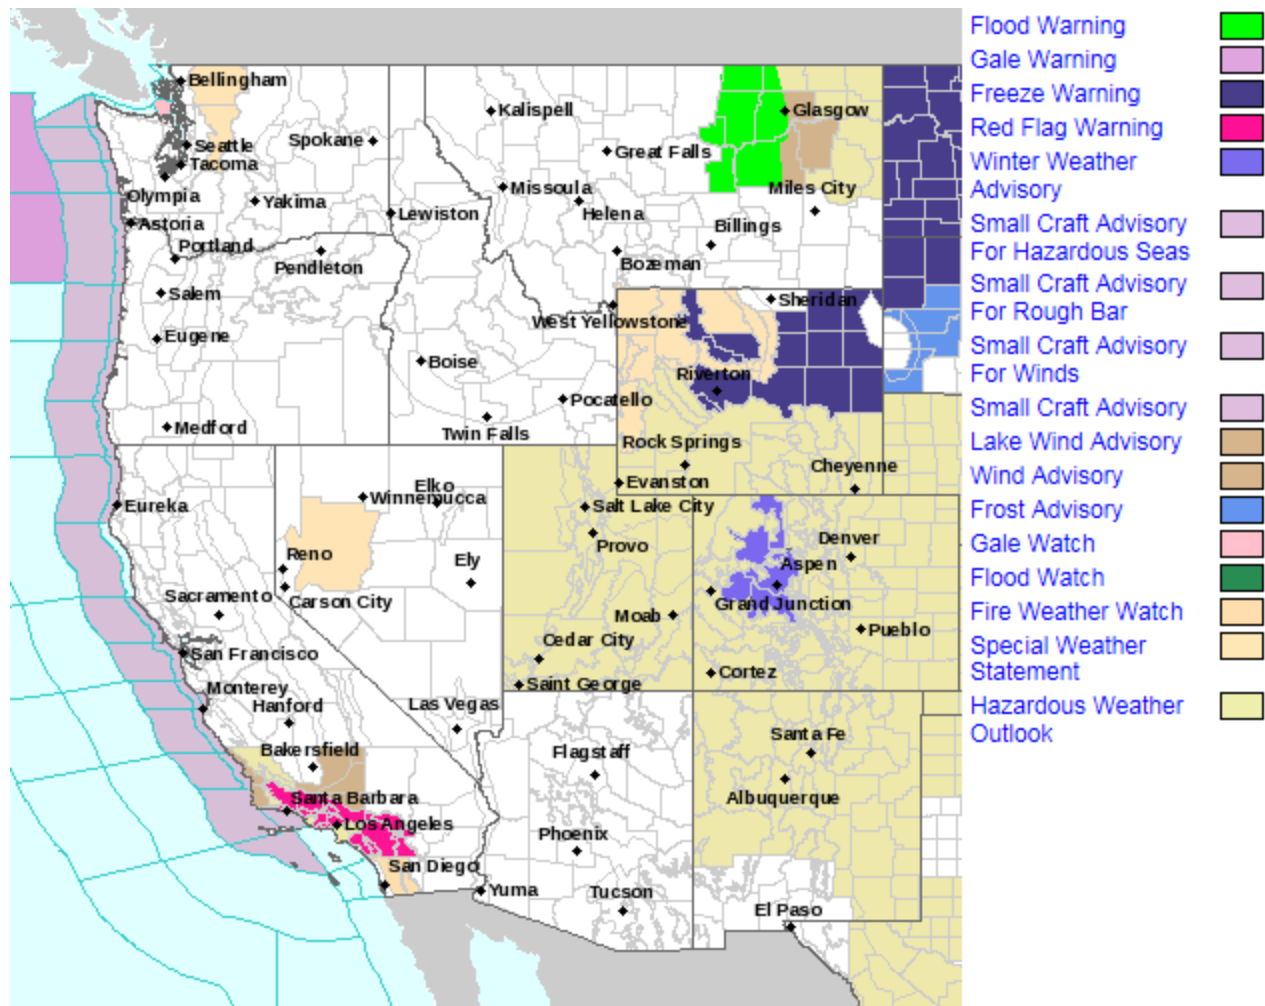 Bellingham
Kalispell
Glasgow
Spokane
Seattle
Great Falls
Tacoma
Missoula
Miles City
Olympia
Yakima
Helena
Lewiston
Astoria
Billings
Portland
Pendleton
Bozeman
Salem
Sheridan
West Yellowstone
Eugene
Boise
Riverton
Pocatello
Medford
Twin Falls
Rock Springs
Cheyenne
Evanston
Elko
Winnemucca
Eureka
Salt Lake City
Provo
Denver
Reno
Ely
Aspen
Sacramento
Carson City
Grand Junction
Moab
Pueblo
Cedar City
San Francisco
Cortez
Saint George
Monterey
Hanford
Las Vegas
Santa Fe
Bakersfield
Flagstaff
Santa Barbara
Albuquerque
Los Angeles
Phoenix
San Diego
Yuma
Tucson
El Paso
Flood Warning
Gale Warning
Freeze Warning
Red Flag Warning
Winter Weather
Advisory
Small Craft Advisory
For Hazardous Seas
Small Craft Advisory
For Rough Bar
Small Craft Advisory
For Winds
Small Craft Advisory
Lake Wind Advisory
Wind Advisory
Frost Advisory
Gale Watch
Flood Watch
Fire Weather Watch
Special Weather
Statement
Hazardous Weather
Outlook